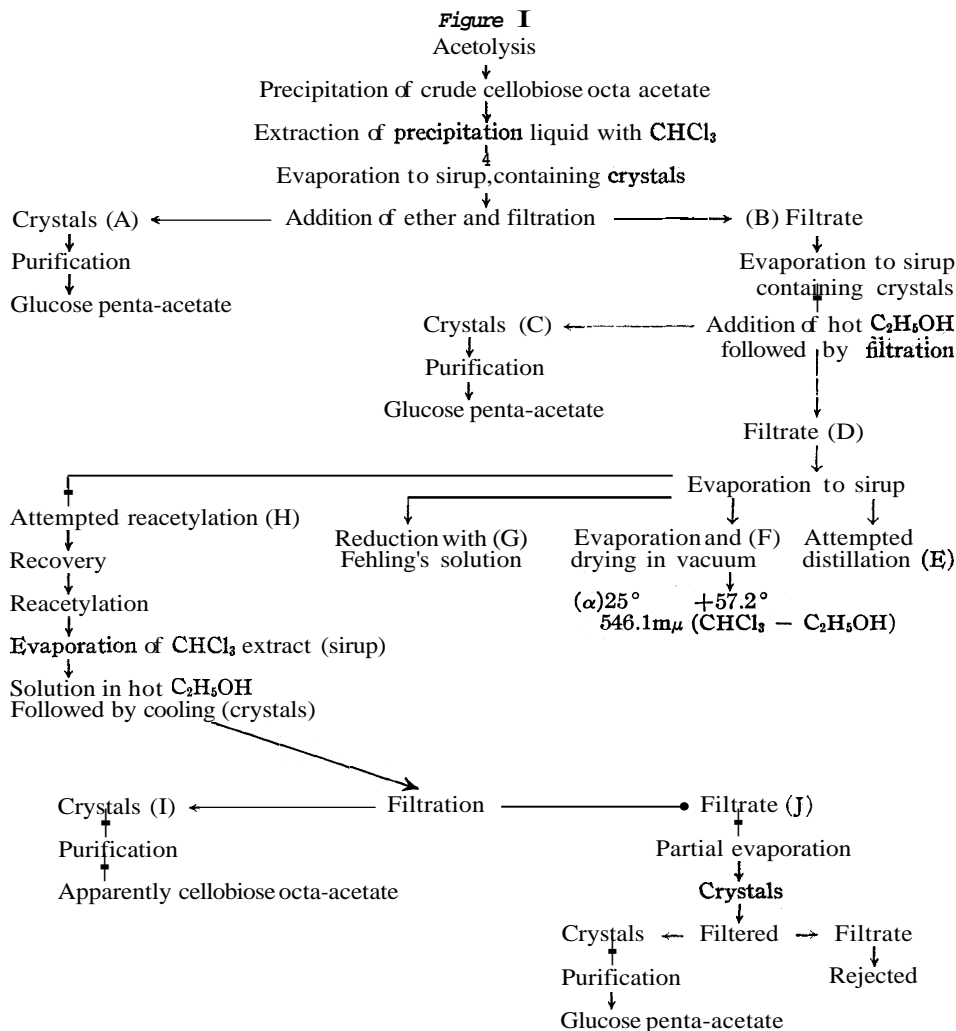 Figure I
Acetolysis
Precipitation of crude cellobiose octa acetate
Extraction of precipitation liquid with CHCl₃
4
Evaporation to sirup, containing crystals
Crystals (A)
Addition of ether and filtration
(B) Filtrate
Purification
Glucose penta-acetate
Evaporation to sirup
containing crystals
Crystals (C)
Addition of hot C₂H₅OH
followed by filtration
Purification
Glucose penta-acetate
Filtrate (D)
Evaporation to sirup
Attempted reacetylation (H)
Reduction with (G)
Fehling's solution
Evaporation and (F)
drying in vacuum
Attempted
distillation (E)
Recovery
Reacetylation
(α)25° +57.2°
546.1mμ (CHCl₃ – C₂H₅OH)
Evaporation of CHCl₃ extract (sirup)
Solution in hot C₂H₅OH
Followed by cooling (crystals)
Crystals (I)
Filtration
Filtrate (J)
Purification
Apparently cellobiose octa-acetate
Partial evaporation
Crystals
Crystals
Filtered
Filtrate
Purification
Rejected
Glucose penta-acetate